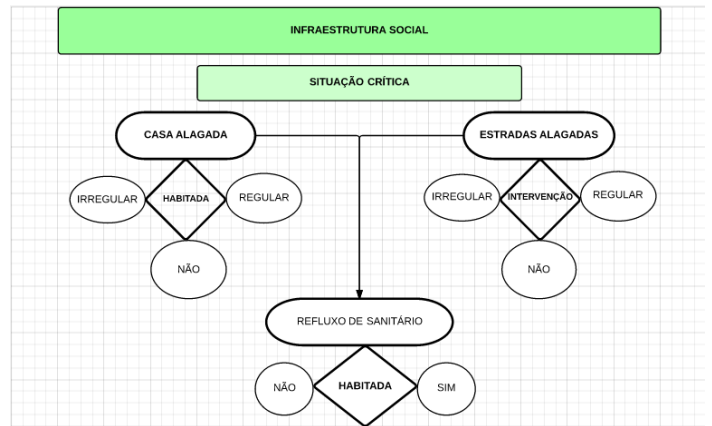 INFRAESTRUTURA SOCIAL
SITUAÇÃO CRÍTICA
CASA ALAGADA
ESTRADAS ALAGADAS
IRREGULAR
HABITADA
REGULAR
IRREGULAR
INTERVENÇÃO
REGULAR
NÃO
NÃO
REFLUXO DE SANITÁRIO
NÃO
HABITADA
SIM